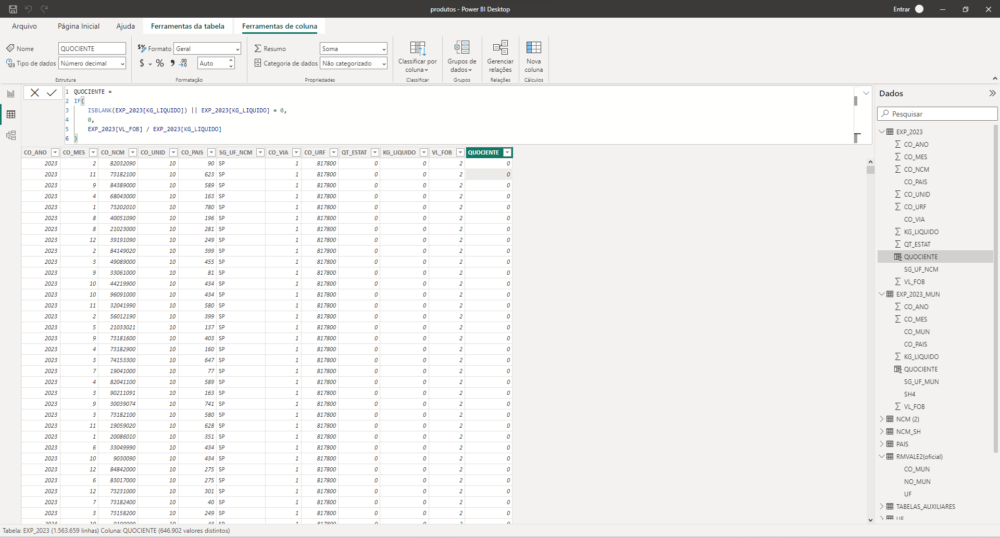 produtos - Power BI Desktop
Entrar
Arquivo
Página Inicial
Ajuda
Ferramentas da tabela
Ferramentas de coluna
Nome
QUOCIENTE
Tipo de dados
Número decimal
Estrutura
Formato
Geral
$ % 9 Auto
Formatação
Resumo
Soma
Categoria de dados
Não categorizado
Propriedades
Classificar por
coluna
Classificar
Grupos de
dados
Grupos
Gerenciar
relações
Relações
Nova
coluna
Cálculos
1 QUOCIENTE =
2 IF(
3 ISBLANK(EXP_2023[KG_LIQUIDO]) || EXP_2023[KG_LIQUIDO] = 0,
4 0,
5 EXP_2023[VL_FOB] / EXP_2023[KG_LIQUIDO]
6 )
CO_ANO CO_MES CO_NCM CO_UNID CO_PAIS SG_UF_NCM CO_VIA CO_URF QT_ESTAT KG_LIQUIDO VL_FOB QUOCIENTE
2023 2 82032090 10 90 SP 1 817800 0 0 2 0
2023 11 73182100 10 623 SP 1 817800 0 0 2 0
2023 9 84389000 10 589 SP 1 817800 0 0 2 0
2023 4 68043000 10 163 SP 1 817800 0 0 2 0
2023 1 73202010 10 780 SP 1 817800 0 0 2 0
2023 8 40051090 10 196 SP 1 817800 0 0 2 0
2023 8 21023000 10 281 SP 1 817800 0 0 2 0
2023 12 39191090 10 249 SP 1 817800 0 0 2 0
2023 2 84149020 10 399 SP 1 817800 0 0 2 0
2023 3 49089000 10 455 SP 1 817800 0 0 2 0
2023 9 33061000 10 81 SP 1 817800 0 0 2 0
2023 10 44219900 10 434 SP 1 817800 0 0 2 0
2023 10 96091000 10 434 SP 1 817800 0 0 2 0
2023 11 32041990 10 580 SP 1 817800 0 0 2 0
2023 2 56012190 10 399 SP 1 817800 0 0 2 0
2023 5 21033021 10 137 SP 1 817800 0 0 2 0
2023 9 73181600 10 403 SP 1 817800 0 0 2 0
2023 4 73182900 10 160 SP 1 817800 0 0 2 0
2023 3 74153300 10 647 SP 1 817800 0 0 2 0
2023 7 19041000 10 77 SP 1 817800 0 0 2 0
2023 4 82041100 10 589 SP 1 817800 0 0 2 0
2023 3 90211091 10 163 SP 1 817800 0 0 2 0
2023 9 30039074 10 741 SP 1 817800 0 0 2 0
2023 3 73182100 10 580 SP 1 817800 0 0 2 0
2023 11 19059020 10 628 SP 1 817800 0 0 2 0
2023 1 20086010 10 351 SP 1 817800 0 0 2 0
2023 6 33049990 10 434 SP 1 817800 0 0 2 0
2023 10 9030090 10 434 SP 1 817800 0 0 2 0
2023 12 84842000 10 275 SP 1 817800 0 0 2 0
2023 6 83017000 10 275 SP 1 817800 0 0 2 0
2023 12 73231000 10 301 SP 1 817800 0 0 2 0
2023 7 73182400 10 40 SP 1 817800 0 0 2 0
2023 3 73158200 10 249 SP 1 817800 0 0 2 0
Dados
Pesquisar
EXP_2023
CO_ANO
CO_MES
CO_NCM
CO_PAIS
CO_UNID
CO_URF
CO_VIA
KG_LIQUIDO
QT_ESTAT
QUOCIENTE
SG_UF_NCM
VL_FOB
EXP_2023_MUN
CO_ANO
CO_MES
CO_MUN
CO_PAIS
KG_LIQUIDO
QUOCIENTE
SG_UF_MUN
SH4
VL_FOB
NCM (2)
NCM_SH
PAIS
RMVALE2(oficial)
CO_MUN
NO_MUN
UF
TABELAS_AUXILIARES
UF
Tabela: EXP_2023 (1.563.659 linhas) Coluna: QUOCIENTE (646.902 valores distintos)